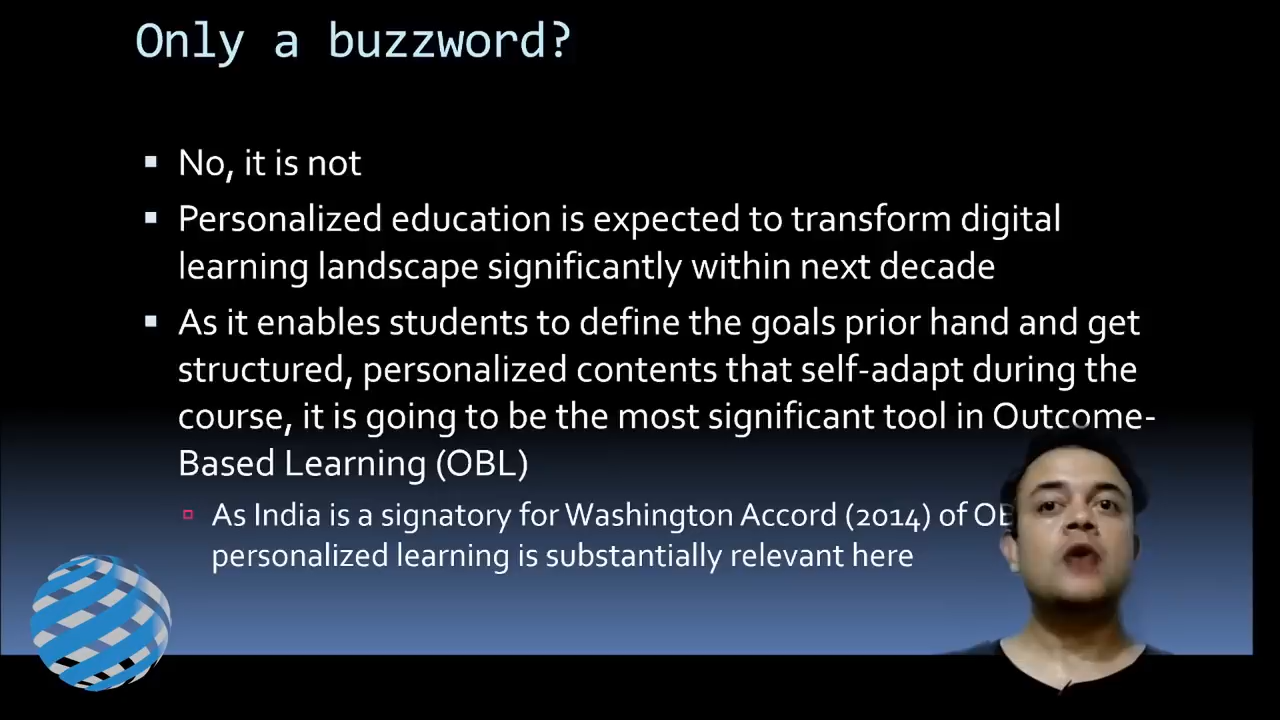 Only a buzzword?
No, it is not
Personalized education is expected to transform digital
learning landscape significantly within next decade
As it enables students to define the goals prior hand and get
structured, personalized contents that self-adapt during the
course, it is going to be the most significant tool in Outcome-
Based Learning (OBL)
As India is a signatory for Washington Accord (2014) of
personalized learning is substantially relevant here